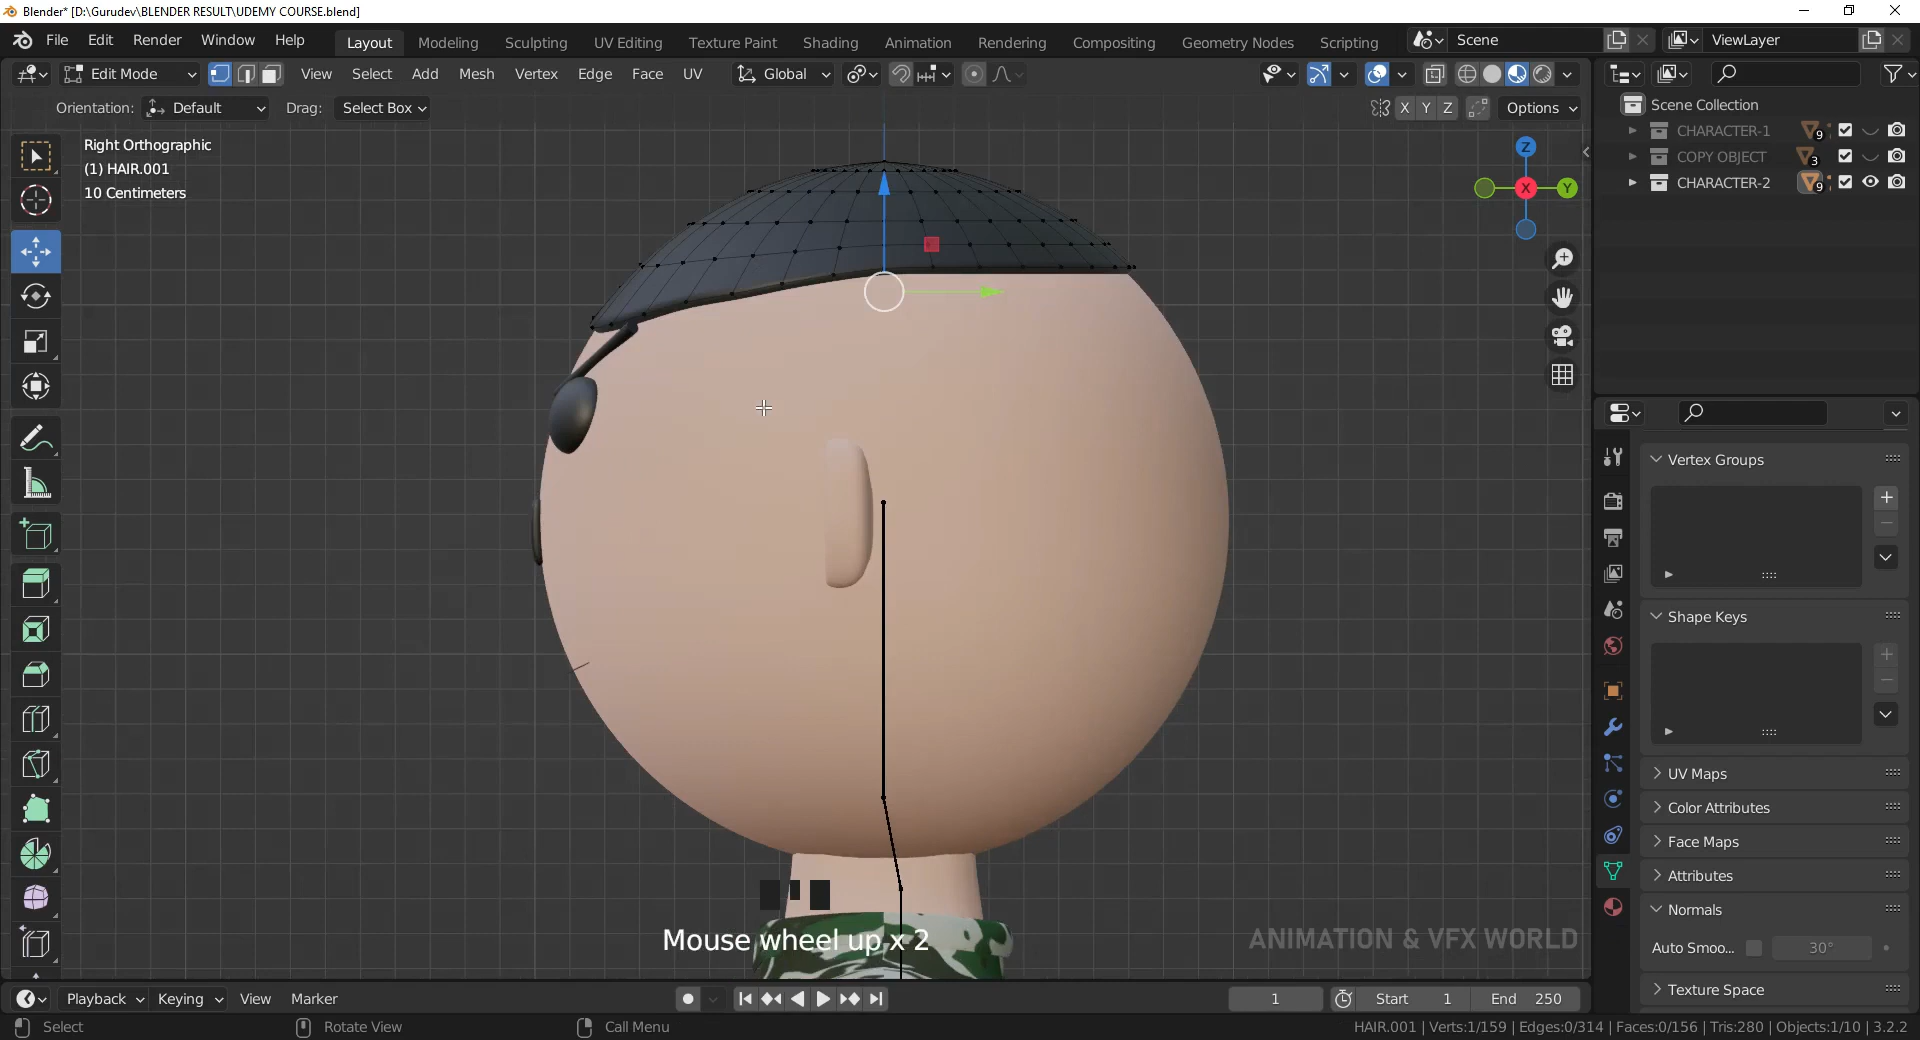 Blender* [D:\Gurudev\BLENDER RESULT\UDEMY COURSE.blend]
File Edit Render Window Help Layout Modeling Sculpting UV Editing Texture Paint Shading Animation Rendering Compositing Geometry Nodes Scripting Scene ViewLayer
Edit Mode View Select Add Mesh Vertex Edge Face UV Global
Orientation: Default Drag: Select Box X Y Z Options
Scene Collection
CHARACTER-1 9
COPY OBJECT 3
CHARACTER-2 9
Right Orthographic
(1) HAIR.001
10 Centimeters
Z
X
Y
Vertex Groups
Shape Keys
UV Maps
Color Attributes
Face Maps
Attributes
Normals
Auto Smoo... 30°
Texture Space
Mouse wheel up x 2
ANIMATION & VFX WORLD
Playback Keying View Marker 1 Start 1 End 250
Select Rotate View Call Menu HAIR.001 | Verts:1/159 | Edges:0/314 | Faces:0/156 | Tris:280 | Objects:1/10 | 3.2.2